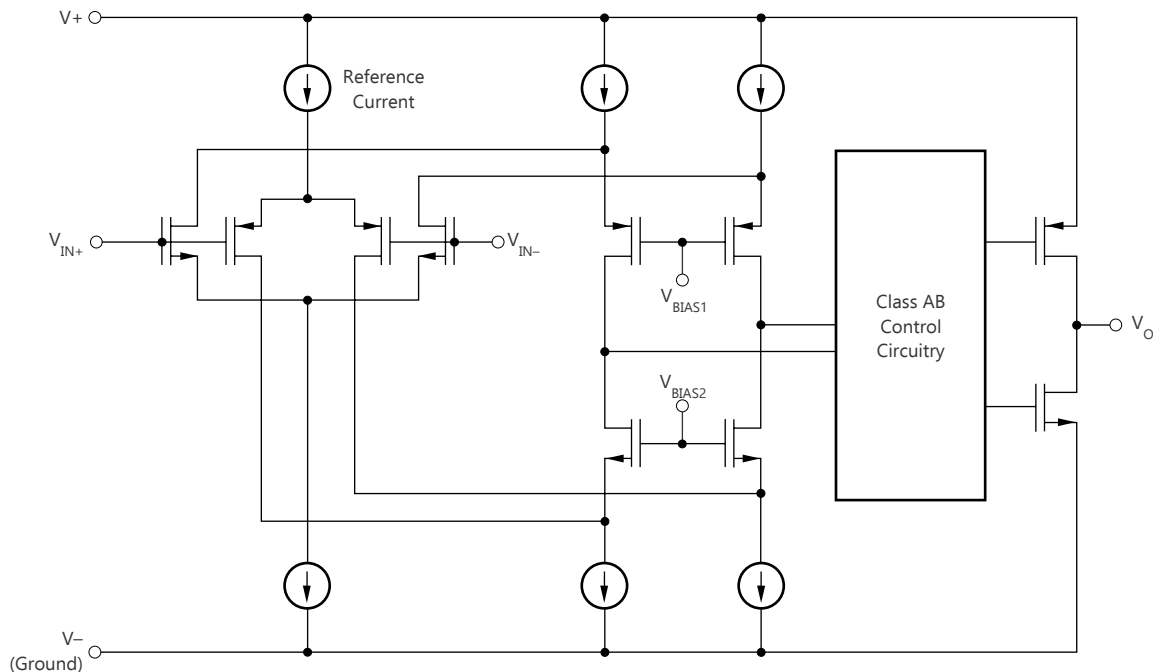 V+
Reference
Current
V_IN+
V_IN–
V_BIAS1
V_BIAS2
Class AB
Control
Circuitry
V_O
V–
(Ground)